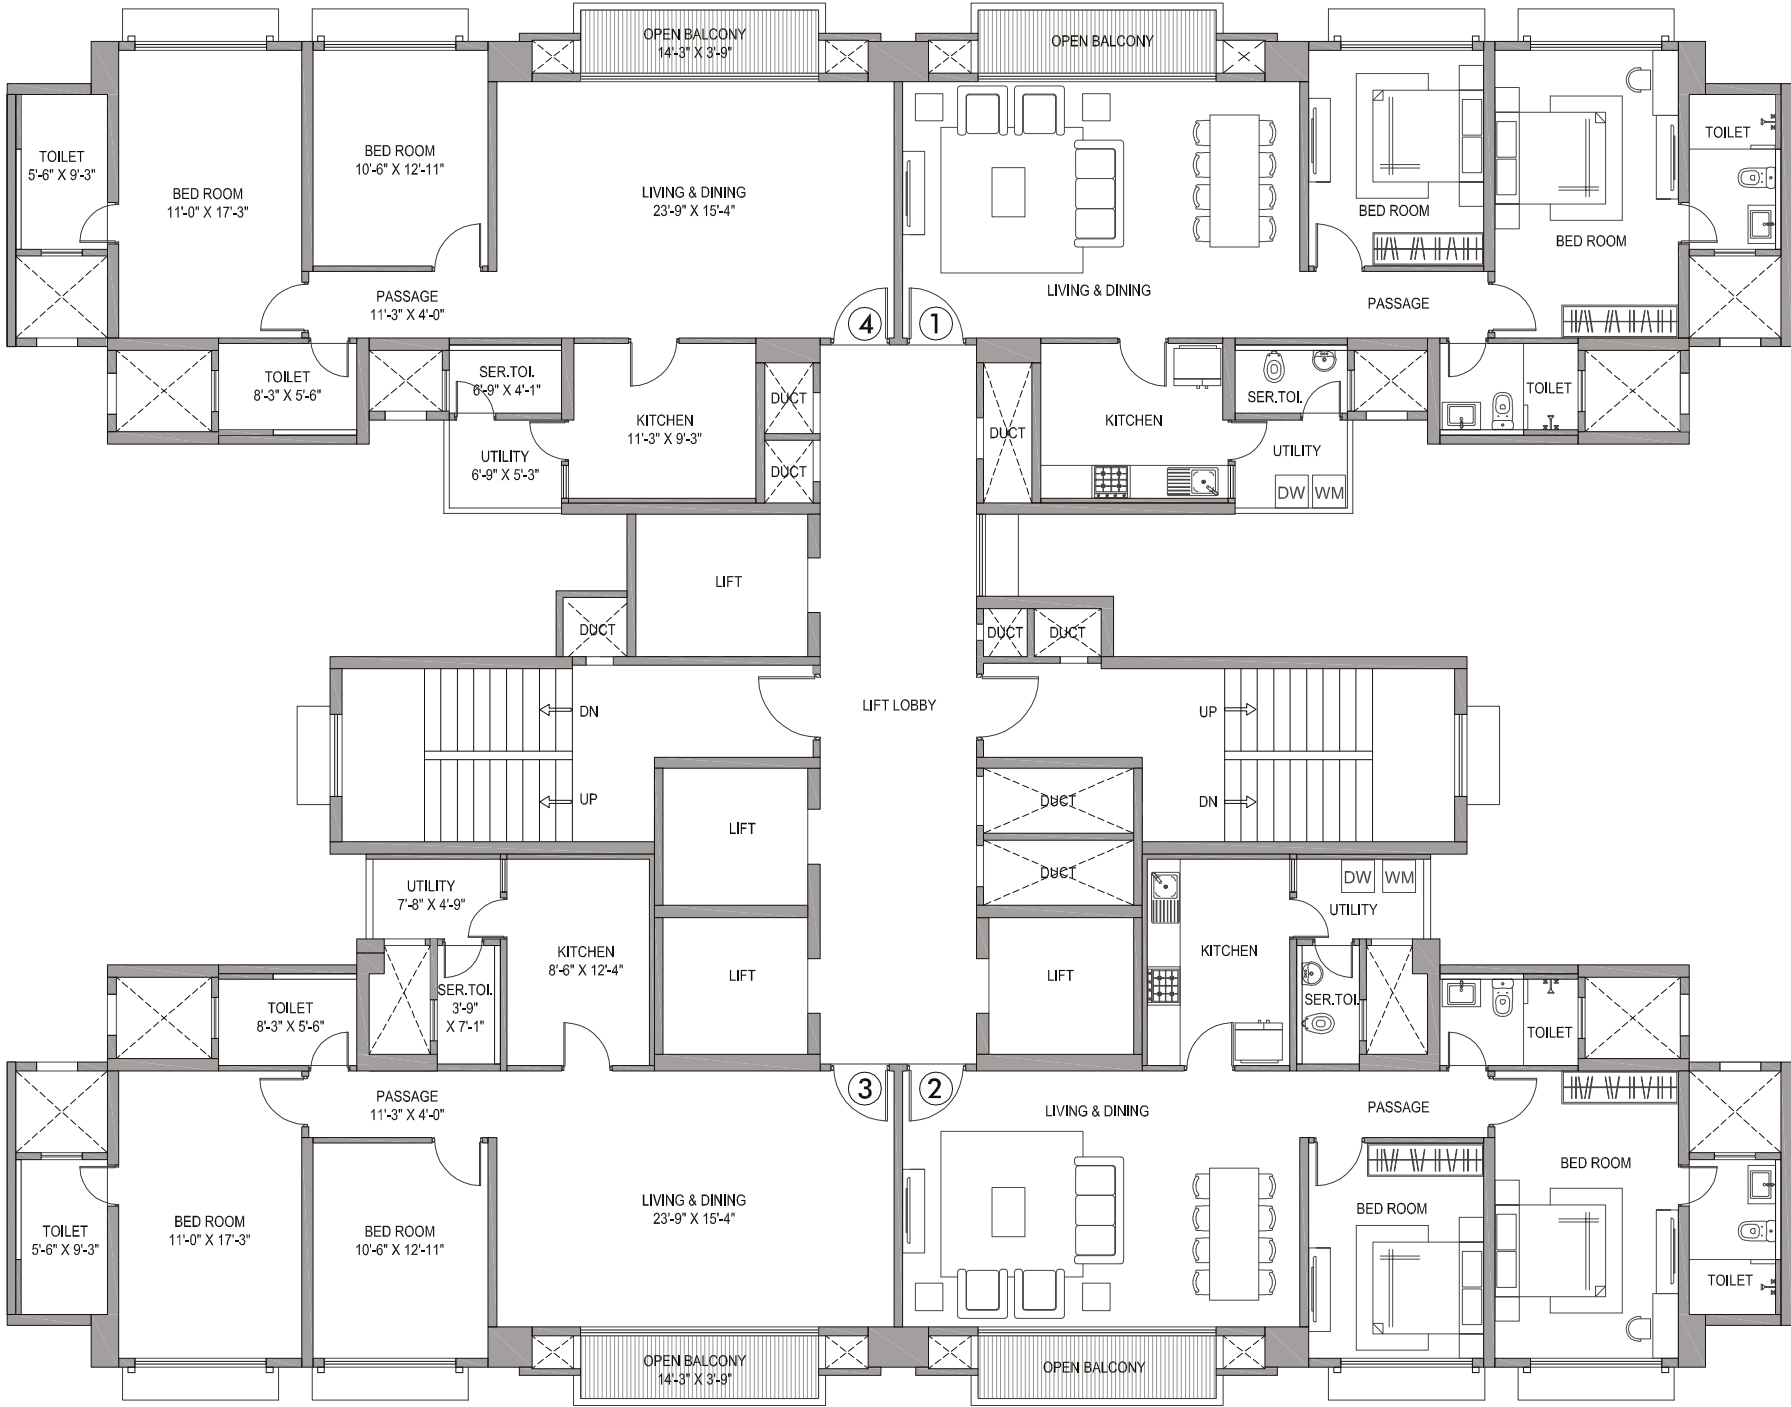 OPEN BALCONY
14'-3" X 3'-9"
OPEN BALCONY
TOILET
5'-6" X 9'-3"
BED ROOM
11'-0" X 17'-3"
BED ROOM
10'-6" X 12'-11"
LIVING & DINING
23'-9" X 15'-4"
BED ROOM
BED ROOM
TOILET
PASSAGE
11'-3" X 4'-0"
LIVING & DINING
PASSAGE
4
1
TOILET
8'-3" X 5'-6"
SER.TOI.
6'-9" X 4'-1"
KITCHEN
11'-3" X 9'-3"
UTILITY
6'-9" X 5'-3"
DUCT
DUCT
DUCT
KITCHEN
SER.TOI.
UTILITY
DW
WM
TOILET
LIFT
DUCT
DUCT
DUCT
DN
UP
LIFT LOBBY
UP
DN
LIFT
DUCT
DUCT
LIFT
LIFT
UTILITY
7'-8" X 4'-9"
KITCHEN
8'-6" X 12'-4"
SER.TOI.
3'-9"
X 7'-1"
TOILET
8'-3" X 5'-6"
KITCHEN
DW
WM
UTILITY
SER.TOI.
TOILET
PASSAGE
11'-3" X 4'-0"
3
2
LIVING & DINING
PASSAGE
TOILET
5'-6" X 9'-3"
BED ROOM
11'-0" X 17'-3"
BED ROOM
10'-6" X 12'-11"
LIVING & DINING
23'-9" X 15'-4"
BED ROOM
BED ROOM
TOILET
OPEN BALCONY
14'-3" X 3'-9"
OPEN BALCONY